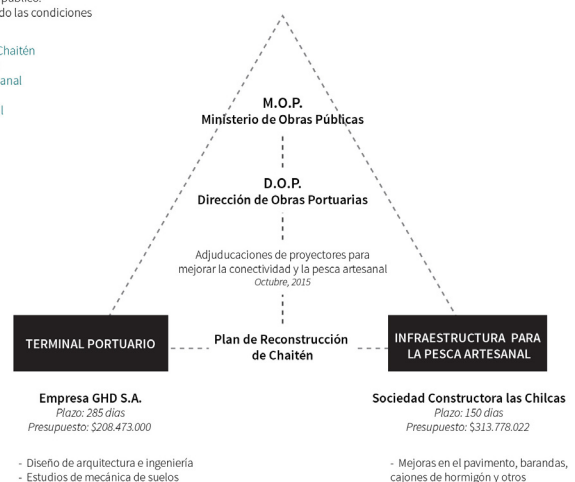 público.
do las condiciones
Chaitén
anal
l
M.O.P.
Ministerio de Obras Públicas
D.O.P.
Dirección de Obras Portuarias
Adjuducaciones de proyectores para
mejorar la conectividad y la pesca artesanal
Octubre, 2015
TERMINAL PORTUARIO
Plan de Reconstrucción
de Chaitén
INFRAESTRUCTURA PARA
LA PESCA ARTESANAL
Empresa GHD S.A.
Plazo: 285 días
Presupuesto: $208.473.000
- Diseño de arquitectura e ingeniería
- Estudios de mecánica de suelos
Sociedad Constructora las Chilcas
Plazo: 150 días
Presupuesto: $313.778.022
- Mejoras en el pavimento, barandas,
cajones de hormigón y otros